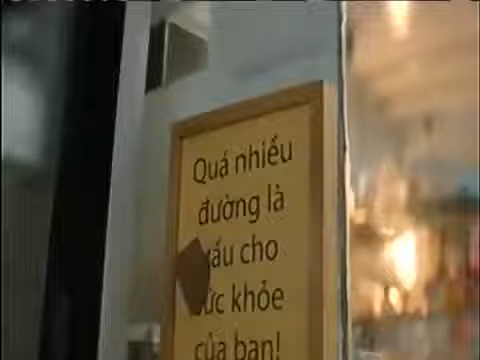 Quá nhiều
đường là
cho
khỏe
của bạn!